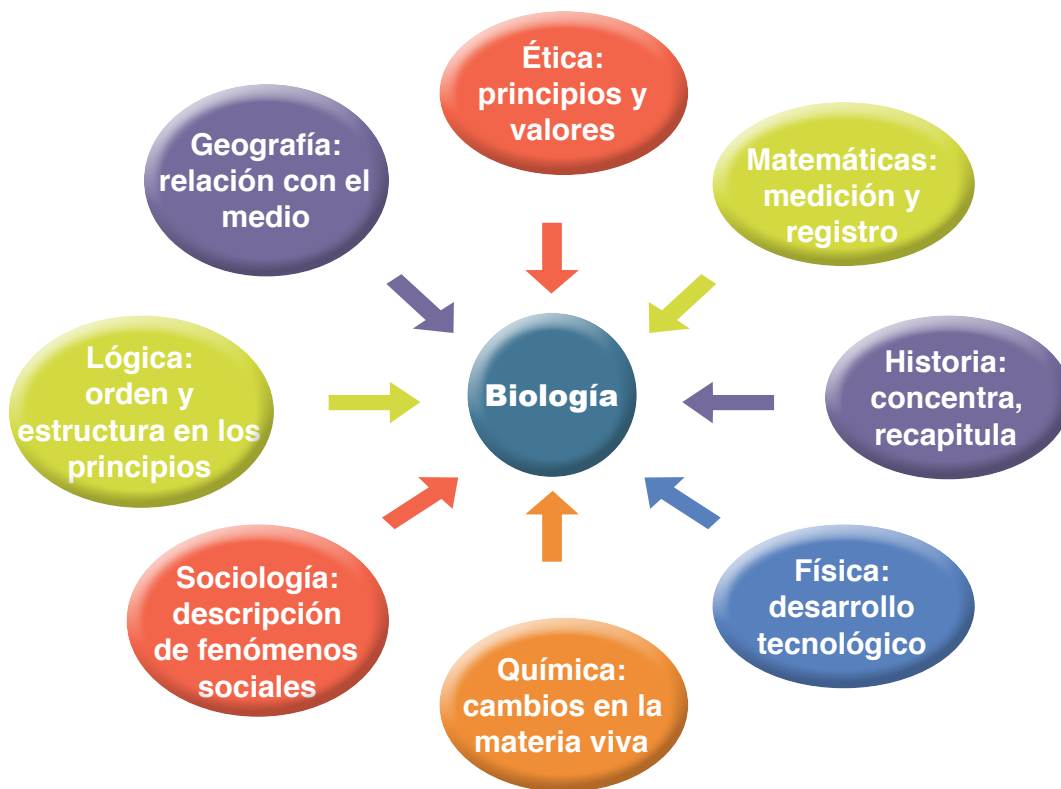 Ética:
principios y
valores
Geografía:
relación con el
medio
Matemáticas:
medición y
registro
Lógica:
orden y
estructura en los
principios
Biología
Historia:
concentra,
recapitula
Sociología:
descripción
de fenómenos
sociales
Física:
desarrollo
tecnológico
Química:
cambios en la
materia viva